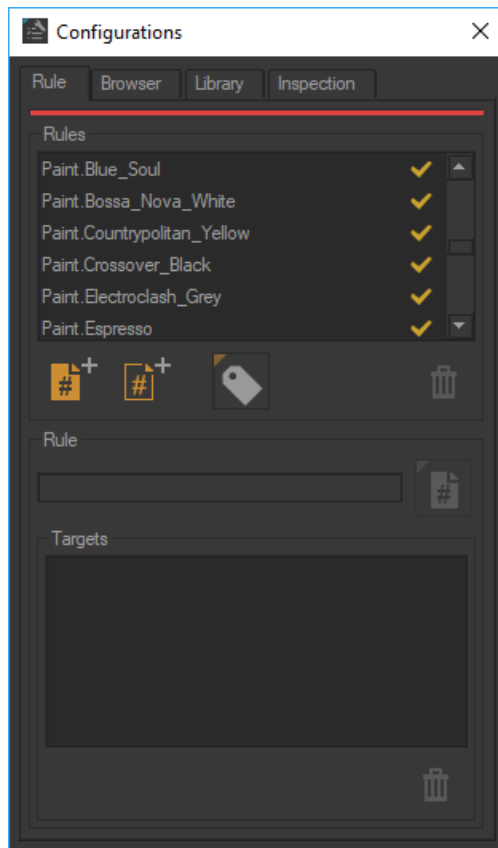 Configurations
Rule Browser Library Inspection
Rules
Paint.Blue_Soul
Paint.Bossa_Nova_White
Paint.Countrypolitan_Yellow
Paint.Crossover_Black
Paint.Electroclash_Grey
Paint.Espresso
Rule
Targets